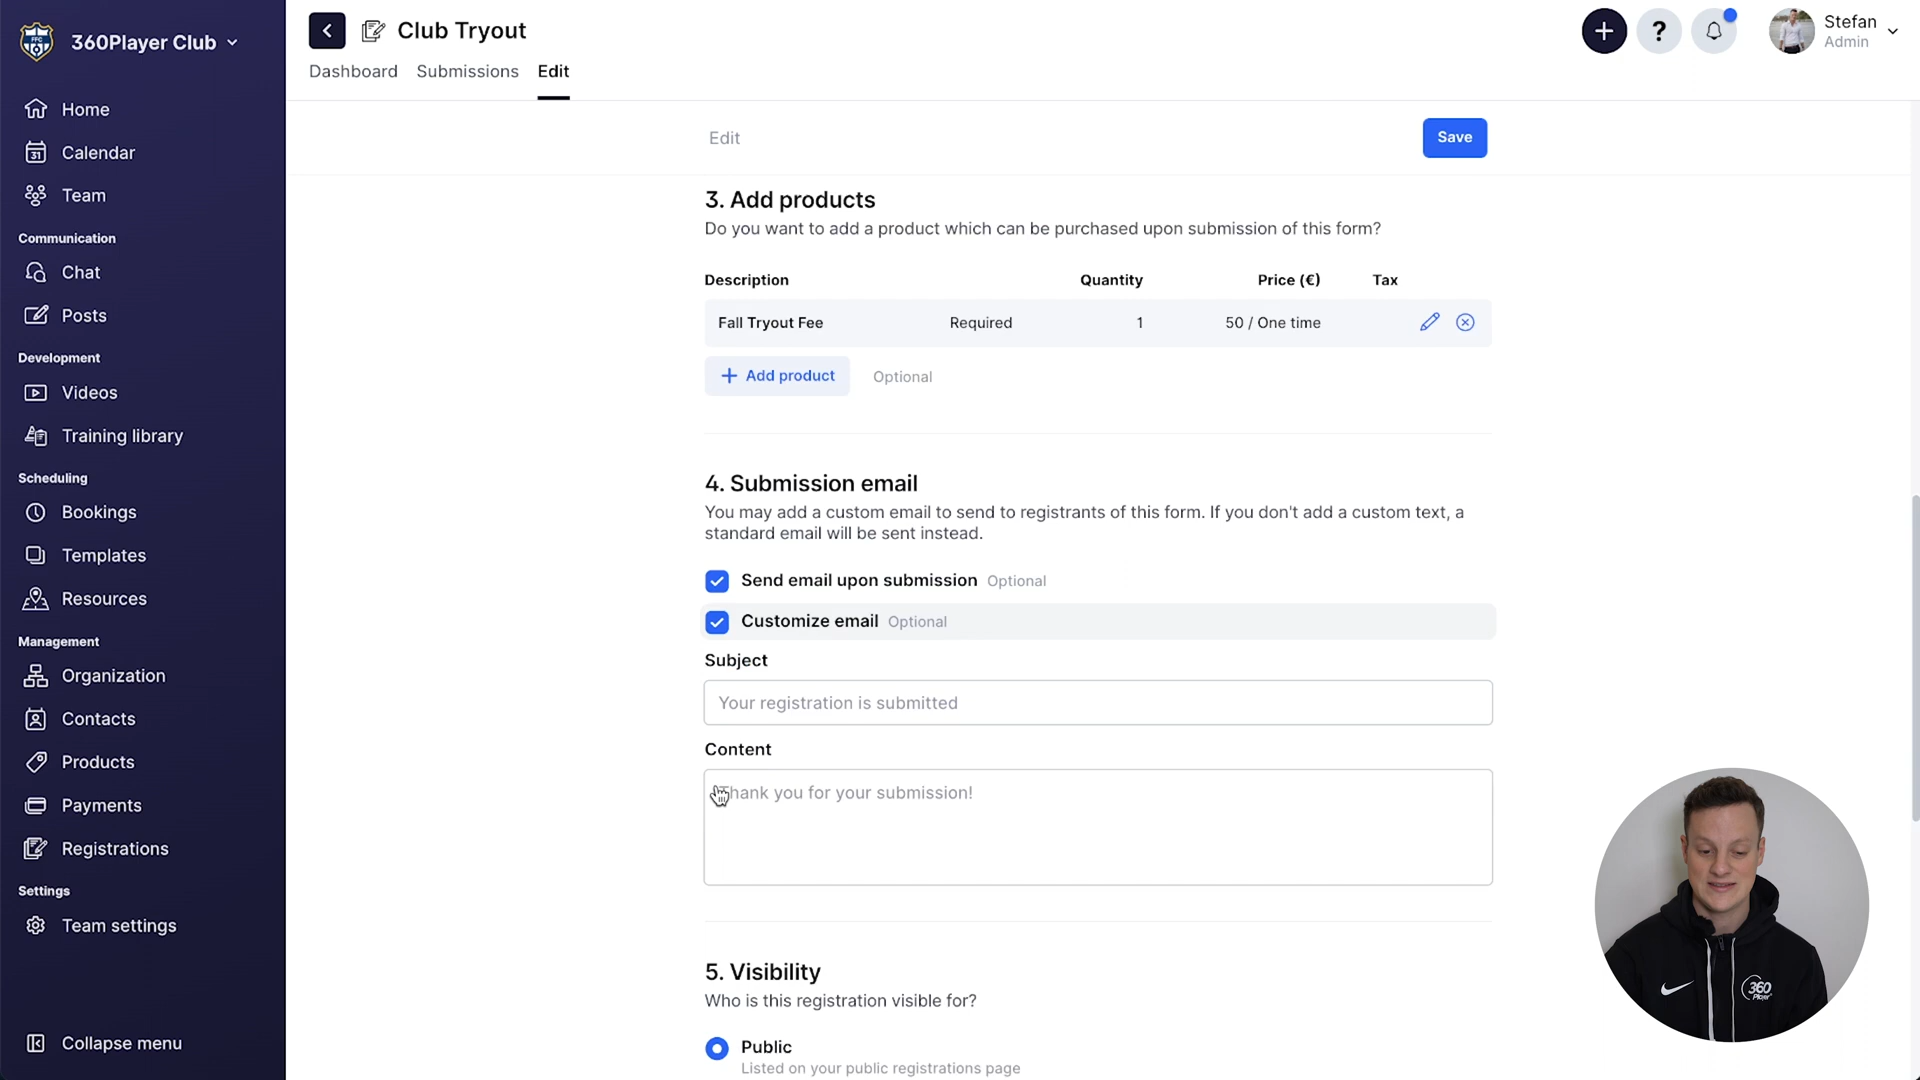 360Player Club
Home
31
Calendar
Team
Communication
Chat
Posts
Development
Videos
Training library
Scheduling
Bookings
Templates
Resources
Management
Organization
Contacts
Products
Payments
Registrations
Settings
Team settings
Collapse menu
Club Tryout
Dashboard Submissions Edit
?
Stefan
Admin
Edit
Save
3. Add products
Do you want to add a product which can be purchased upon submission of this form?
Description Quantity Price (€) Tax
Fall Tryout Fee Required 1 50 / One time
+ Add product Optional
4. Submission email
You may add a custom email to send to registrants of this form. If you don't add a custom text, a
standard email will be sent instead.
Send email upon submission Optional
Customize email Optional
Subject
Your registration is submitted
Content
Thank you for your submission!
5. Visibility
Who is this registration visible for?
Public
Listed on your public registrations page
360
Player
FFC